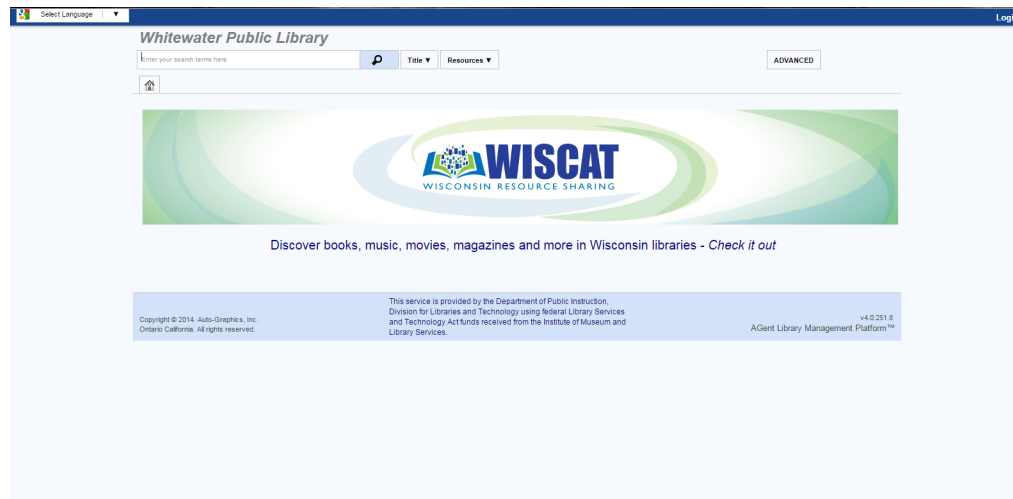 Select Language ▼
Logi
Whitewater Public Library
Enter your search terms here
Title ▼
Resources ▼
ADVANCED
WISCAT
WISCONSIN RESOURCE SHARING
Discover books, music, movies, magazines and more in Wisconsin libraries - Check it out
Copyright © 2014. Auto-Graphics, Inc.
Ontario California. All rights reserved.
This service is provided by the Department of Public Instruction,
Division for Libraries and Technology using federal Library Services
and Technology Act funds received from the Institute of Museum and
Library Services.
v4.0.251.8
AGent Library Management Platform™